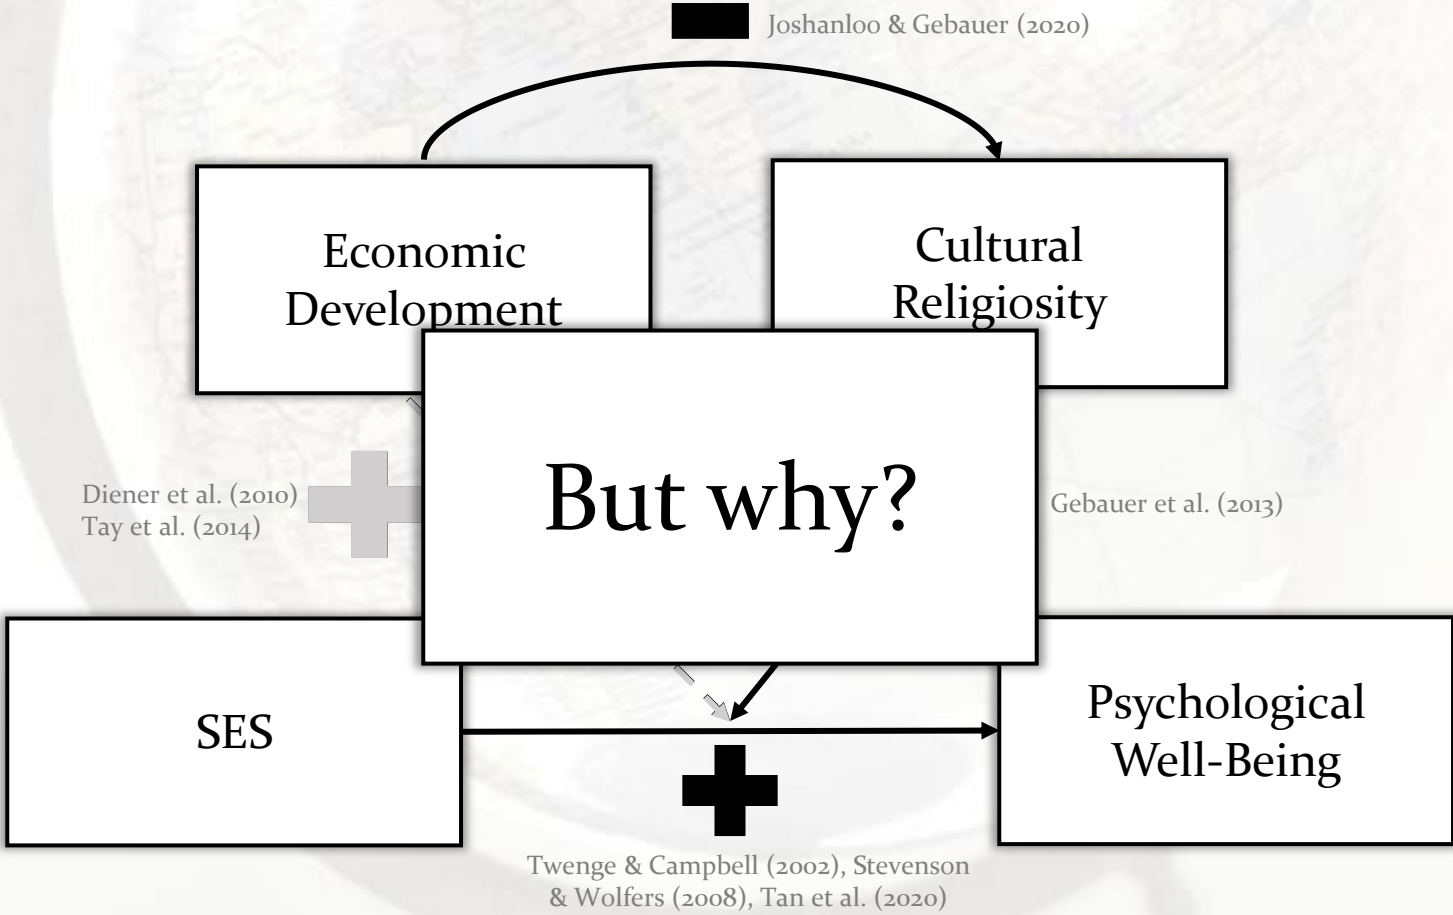 Joshanloo & Gebauer (2020)
Economic
Development
Cultural
Religiosity
But why?
Diener et al. (2010)
Tay et al. (2014)
Gebauer et al. (2013)
SES
Psychological
Well-Being
Twenge & Campbell (2002), Stevenson
& Wolfers (2008), Tan et al. (2020)